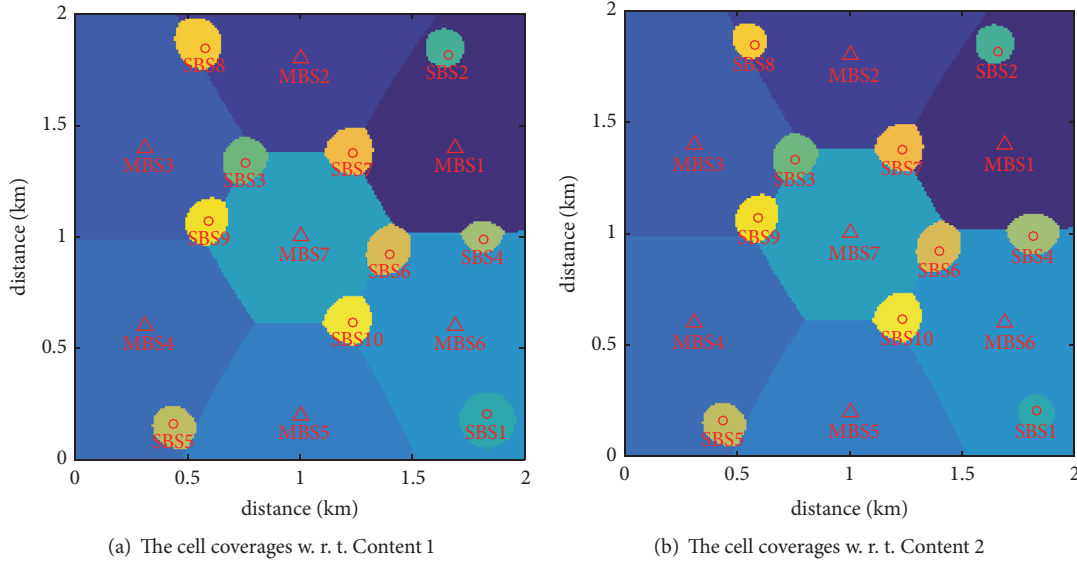 2
1.5
1
0.5
0
0
0.5
1
1.5
2
distance (km)
distance (km)
SBS8
MBS2
SBS2
MBS3
SBS3
SBS7
MBS1
SBS9
MBS7
SBS6
SBS4
MBS4
SBS10
MBS6
SBS5
MBS5
SBS1
(a) The cell coverages w. r. t. Content 1
2
1.5
1
0.5
0
0
0.5
1
1.5
2
distance (km)
distance (km)
SBS8
MBS2
SBS2
MBS3
SBS3
SBS7
MBS1
SBS9
MBS7
SBS6
SBS4
MBS4
SBS10
MBS6
SBS5
MBS5
SBS1
(b) The cell coverages w. r. t. Content 2